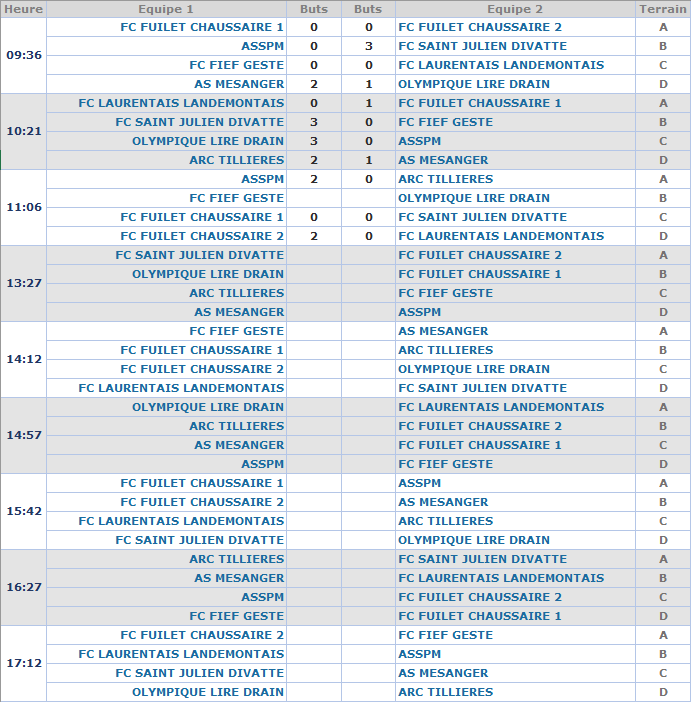 Heure Equipe 1 Buts Buts Equipe 2 Terrain
09:36
FC FUILET CHAUSSAIRE 1 0 0 FC FUILET CHAUSSAIRE 2 A
ASSPM 0 3 FC SAINT JULIEN DIVATTE B
FC FIEF GESTE 0 0 FC LAURENTAIS LANDEMONTAIS C
AS MESANGER 2 1 OLYMPIQUE LIRE DRAIN D
10:21
FC LAURENTAIS LANDEMONTAIS 0 1 FC FUILET CHAUSSAIRE 1 A
FC SAINT JULIEN DIVATTE 3 0 FC FIEF GESTE B
OLYMPIQUE LIRE DRAIN 3 0 ASSPM C
ARC TILLIERES 2 1 AS MESANGER D
11:06
ASSPM 2 0 ARC TILLIERES A
FC FIEF GESTE OLYMPIQUE LIRE DRAIN B
FC FUILET CHAUSSAIRE 1 0 0 FC SAINT JULIEN DIVATTE C
FC FUILET CHAUSSAIRE 2 2 0 FC LAURENTAIS LANDEMONTAIS D
13:27
FC SAINT JULIEN DIVATTE FC FUILET CHAUSSAIRE 2 A
OLYMPIQUE LIRE DRAIN FC FUILET CHAUSSAIRE 1 B
ARC TILLIERES FC FIEF GESTE C
AS MESANGER ASSPM D
14:12
FC FIEF GESTE AS MESANGER A
FC FUILET CHAUSSAIRE 1 ARC TILLIERES B
FC FUILET CHAUSSAIRE 2 OLYMPIQUE LIRE DRAIN C
FC LAURENTAIS LANDEMONTAIS FC SAINT JULIEN DIVATTE D
14:57
OLYMPIQUE LIRE DRAIN FC LAURENTAIS LANDEMONTAIS A
ARC TILLIERES FC FUILET CHAUSSAIRE 2 B
AS MESANGER FC FUILET CHAUSSAIRE 1 C
ASSPM FC FIEF GESTE D
15:42
FC FUILET CHAUSSAIRE 1 ASSPM A
FC FUILET CHAUSSAIRE 2 AS MESANGER B
FC LAURENTAIS LANDEMONTAIS ARC TILLIERES C
FC SAINT JULIEN DIVATTE OLYMPIQUE LIRE DRAIN D
16:27
ARC TILLIERES FC SAINT JULIEN DIVATTE A
AS MESANGER FC LAURENTAIS LANDEMONTAIS B
ASSPM FC FUILET CHAUSSAIRE 2 C
FC FIEF GESTE FC FUILET CHAUSSAIRE 1 D
17:12
FC FUILET CHAUSSAIRE 2 FC FIEF GESTE A
FC LAURENTAIS LANDEMONTAIS ASSPM B
FC SAINT JULIEN DIVATTE AS MESANGER C
OLYMPIQUE LIRE DRAIN ARC TILLIERES D